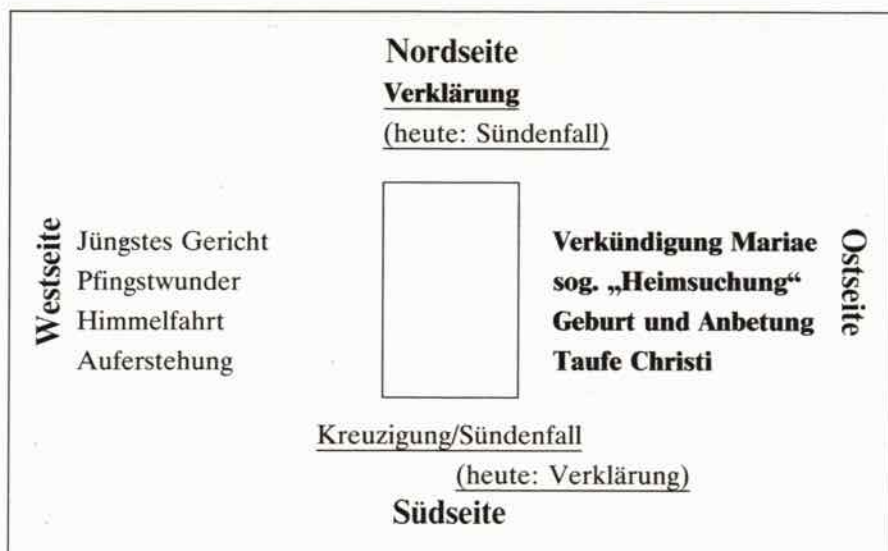 Nordseite
Verklärung
(heute: Sündenfall)
Westseite
Jüngstes Gericht
Pfingstwunder
Himmelfahrt
Auferstehung
Verkündigung Mariae
sog. „Heimsuchung“
Geburt und Anbetung
Taufe Christi
Ostseite
Kreuzigung/Sündenfall
(heute: Verklärung)
Südseite